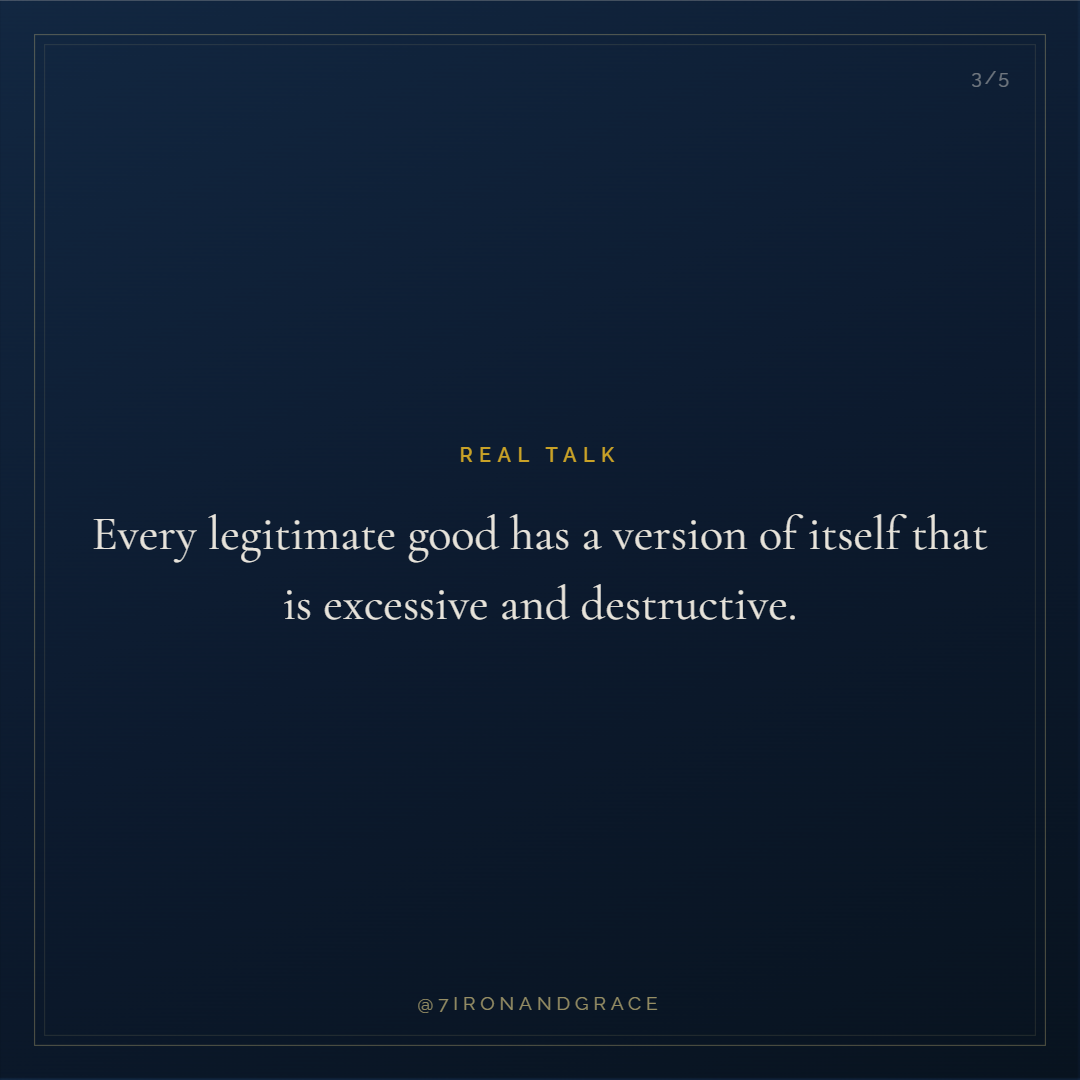 3/5
REAL TALK
Every legitimate good has a version of itself that
is excessive and destructive.
@7IRONANDGRACE